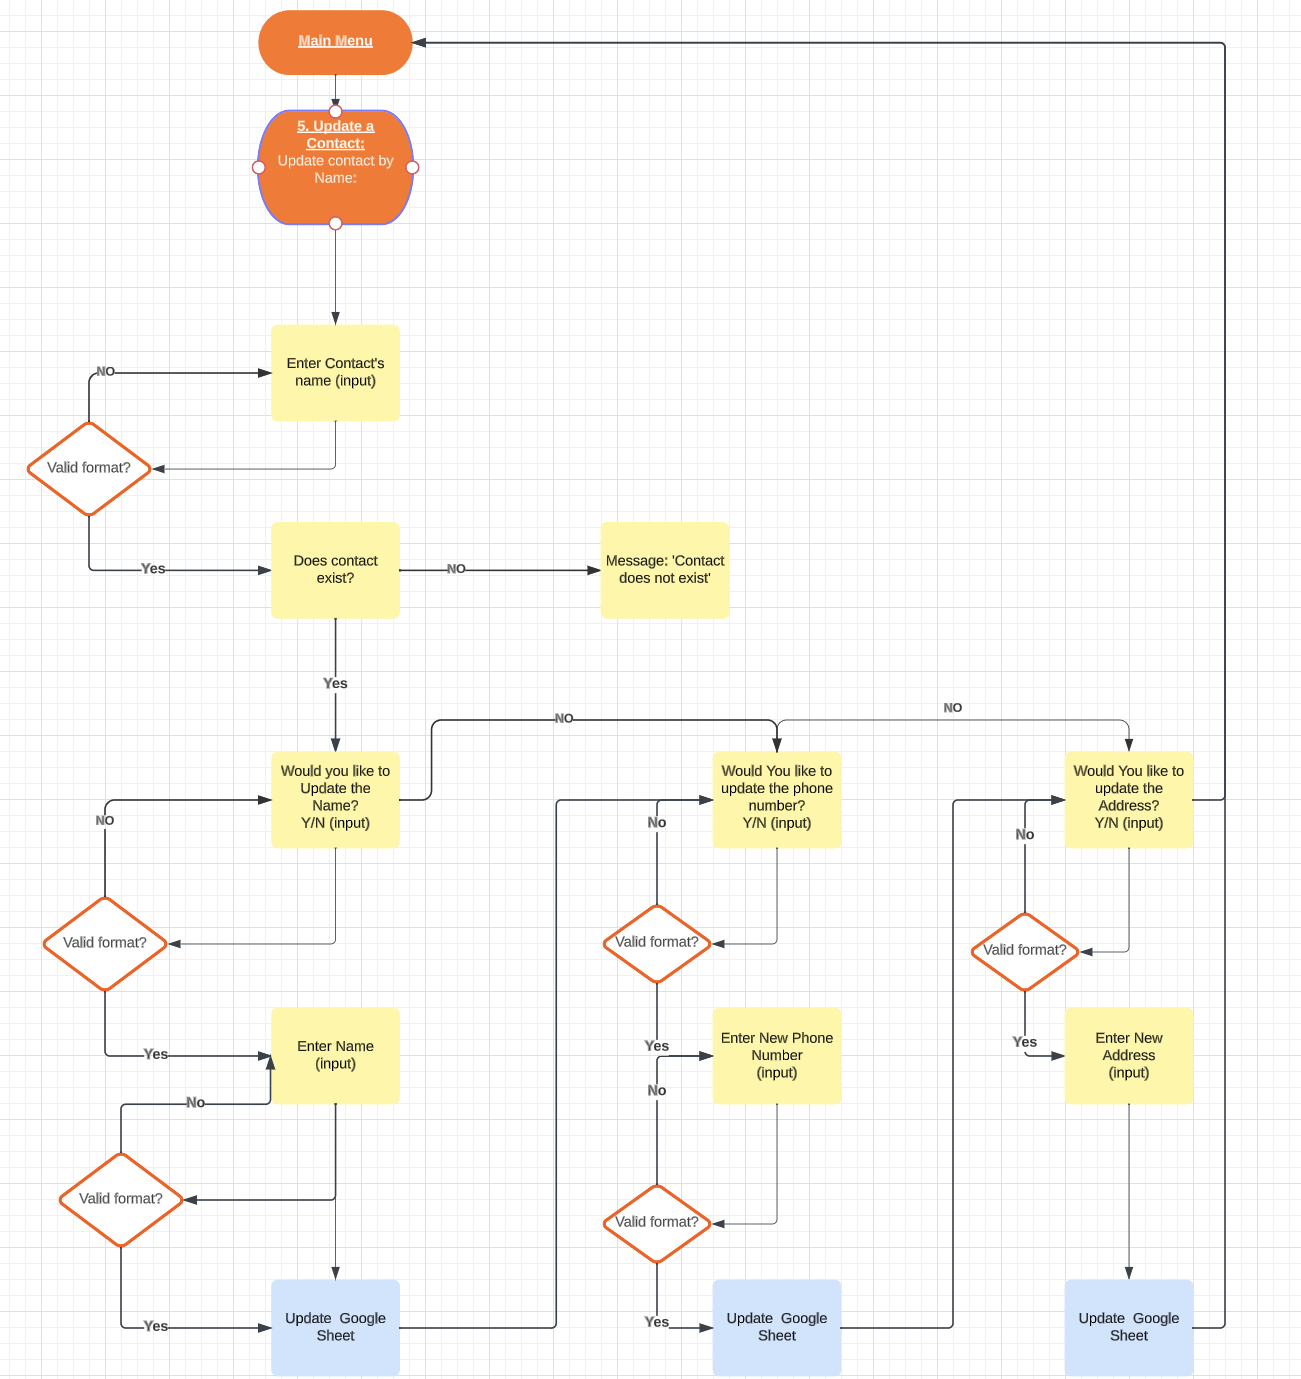 Main Menu
5. Update a
Contact:
Update contact by
Name:
Enter Contact's
name (input)
NO
Valid format?
Yes
Does contact
exist?
NO
Message: 'Contact
does not exist'
Yes
NO
NO
Would you like to
Update the
Name?
Y/N (input)
NO
Valid format?
Yes
Enter Name
(input)
No
Valid format?
Yes
Update  Google
Sheet
Would You like to
update the phone
number?
Y/N (input)
No
Valid format?
Yes
Enter New Phone
Number
(input)
No
Valid format?
Yes
Update  Google
Sheet
Would You like to
update the
Address?
Y/N (input)
No
Valid format?
Yes
Enter New
Address
(input)
Update  Google
Sheet